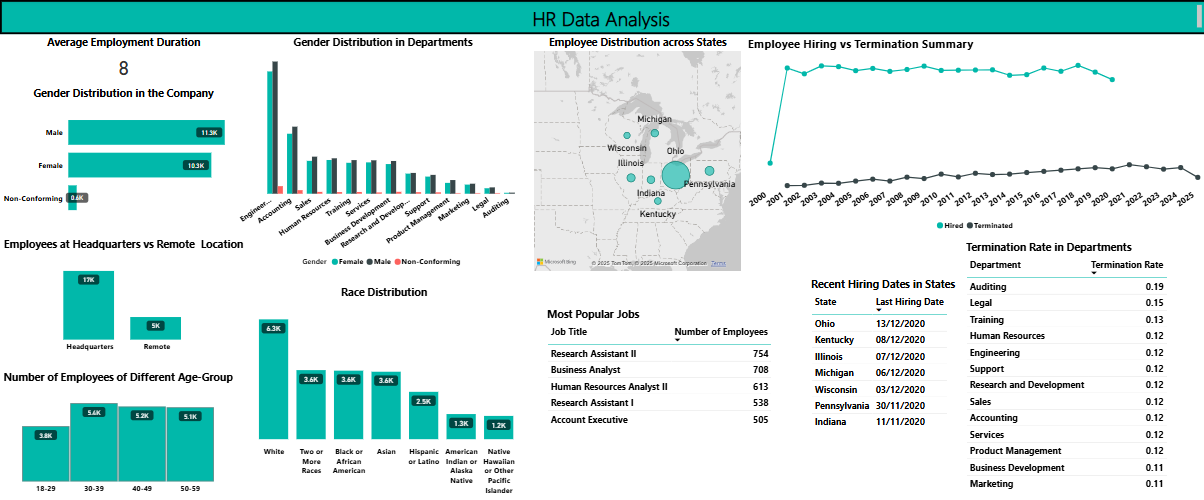 HR Data Analysis
Average Employment Duration
8
Gender Distribution in the Company
Male
11.3K
Female
10.3K
Non-Conforming
0.6K
Employees at Headquarters vs Remote Location
17K
5K
Headquarters
Remote
Number of Employees of Different Age-Group
3.8K
5.6K
5.2K
5.1K
18-29
30-39
40-49
50-59
Gender Distribution in Departments
Engineer...
Accounting
Sales
Human Resources
Training
Services
Business Development
Research and Develop...
Support
Product Management
Marketing
Legal
Auditing
Gender Female Male Non-Conforming
Race Distribution
6.3K
3.6K
3.6K
3.6K
2.5K
1.3K
1.2K
White
Two or More Races
Black or African American
Asian
Hispanic or Latino
American Indian or Alaska Native
Native Hawaiian or Other Pacific Islander
Employee Distribution across States
Michigan
Wisconsin
Ohio
Illinois
Pennsylvania
Indiana
Kentucky
Microsoft Bing
© 2025 TomTom, © 2025 Microsoft Corporation Terms
Most Popular Jobs
Job Title Number of Employees
Research Assistant II 754
Business Analyst 708
Human Resources Analyst II 613
Research Assistant I 538
Account Executive 505
Employee Hiring vs Termination Summary
2000 2001 2002 2003 2004 2005 2006 2007 2008 2009 2010 2011 2012 2013 2014 2015 2016 2017 2018 2019 2020 2021 2022 2023 2024 2025
Hired Terminated
Recent Hiring Dates in States
State Last Hiring Date
Ohio 13/12/2020
Kentucky 08/12/2020
Illinois 07/12/2020
Michigan 06/12/2020
Wisconsin 03/12/2020
Pennsylvania 30/11/2020
Indiana 11/11/2020
Termination Rate in Departments
Department Termination Rate
Auditing 0.19
Legal 0.15
Training 0.13
Human Resources 0.12
Engineering 0.12
Support 0.12
Research and Development 0.12
Sales 0.12
Accounting 0.12
Services 0.12
Product Management 0.12
Business Development 0.11
Marketing 0.11